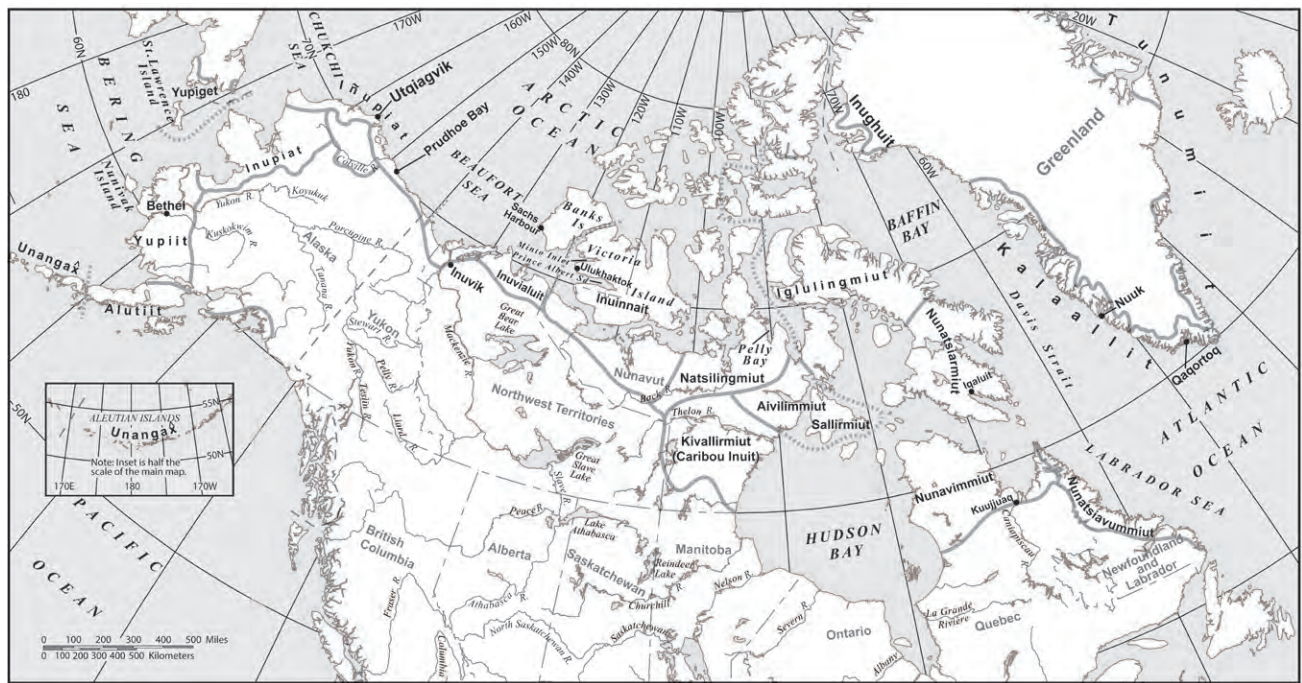 60N
180
BERING
SEA
St. Lawrence
Island
Yupiget
CHUKCHI
SEA
70N
170W
160W
150W
80N
140W
130W
120W
110W
100W
ARCTIC
OCEAN
Iñupiat
Utqiaġvik
Prudhoe Bay
BEAUFORT
SEA
Inupiat
Colville R.
Nunivak
Island
Bethel
Yupiit
Yukon R.
Koyukuk
Kuskokwim R.
Porcupine R.
Alaska
Tanana R.
Unangax̂
Alutiit
Sachs
Harbour
Banks
Is
Victoria
Island
Minto Inlet
Prince Albert Sd
Ulukhaktok
Inuinnait
Inuvik
Inuvialuit
Great
Bear
Lake
Mackenzie R.
Yukon
Stewart R.
Yukon R.
Pelly R.
Teslin R.
Liard R.
Northwest Territories
Nunavut
Back R.
Pelly
Bay
Natsilingmiut
Thelon R.
Aivilimmiut
Sallirmiut
Kivallirmiut
(Caribou Inuit)
Great
Slave
Lake
Slave R.
Iglulingmiut
70W
Inughuit
60W
BAFFIN
BAY
Davis Strait
Greenland
20W
Tunumiit
Kalaallit
Nuuk
Qaqortoq
Nunatsiarmiut
Iqaluit
ATLANTIC
OCEAN
LABRADOR SEA
Nunavimmiut
Kuujjuaq
Caniapiscau R.
Nunatsiavummiut
Newfoundland
and
Labrador
La Grande
Rivière
Quebec
HUDSON
BAY
50N
ALEUTIAN ISLANDS
55N
Unangax̂
50N
Note: Inset is half the
scale of the main map.
170E
180
170W
PACIFIC
OCEAN
British
Columbia
Peace R.
Lake
Athabasca
Alberta
Saskatchewan
Reindeer
Lake
Manitoba
Nelson R.
Churchill
Athabasca R.
Fraser R.
Columbia
North Saskatchewan R.
Saskatchewan
Severn R.
Ontario
Albany
0 100 200 300 400 500 Miles
0 100 200 300 400 500 Kilometers